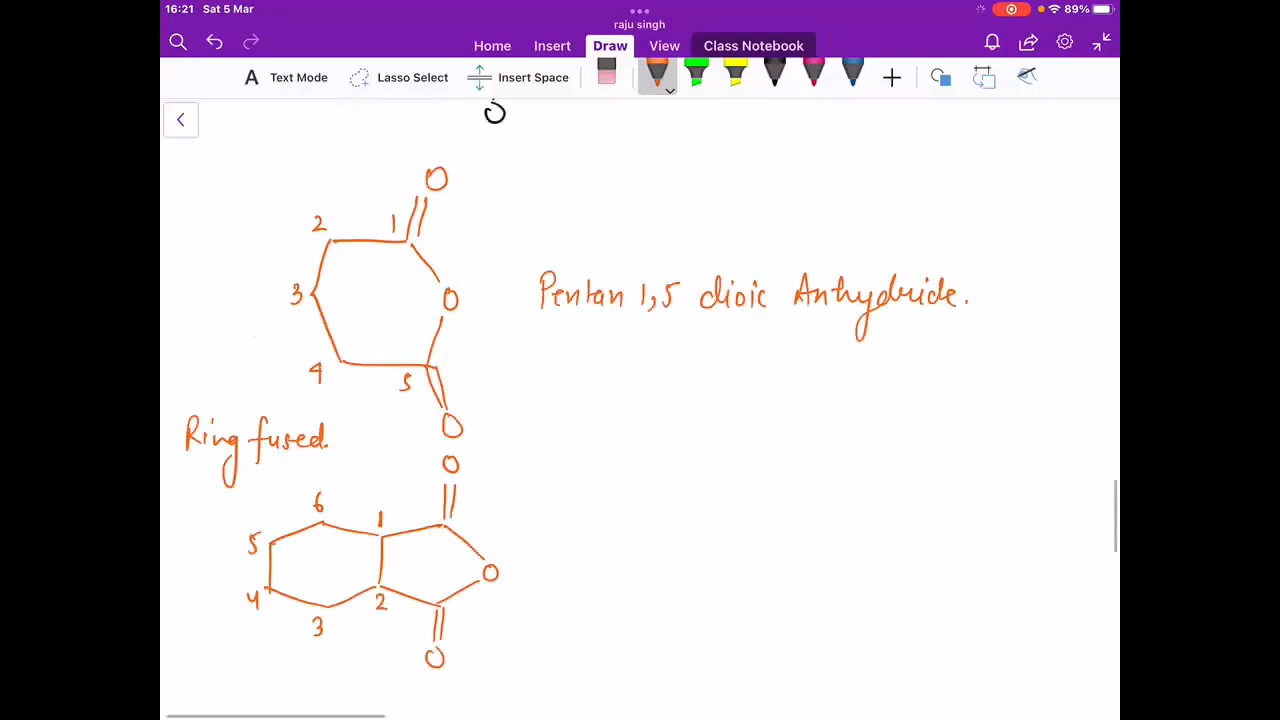 16:21 Sat 5 Mar
89%
raju singh
Home Insert Draw View Class Notebook
A Text Mode Lasso Select Insert Space
O
O
2 1
3 O
Pentan 1,5 dioic Anhydride.
4 5
O
Ring fused.
O
6 1
5
O
4 2
3
O